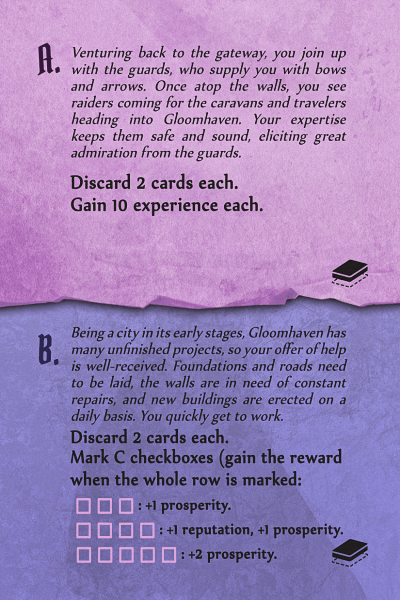 A.
Venturing back to the gateway, you join up
with the guards, who supply you with bows
and arrows. Once atop the walls, you see
raiders coming for the caravans and travelers
heading into Gloomhaven. Your expertise
keeps them safe and sound, eliciting great
admiration from the guards.
Discard 2 cards each.
Gain 10 experience each.
B.
Being a city in its early stages, Gloomhaven has
many unfinished projects, so your offer of help
is well-received. Foundations and roads need
to be laid, the walls are in need of constant
repairs, and new buildings are erected on a
daily basis. You quickly get to work.
Discard 2 cards each.
Mark C checkboxes (gain the reward
when the whole row is marked:
: +1 prosperity.
: +1 reputation, +1 prosperity.
: +2 prosperity.